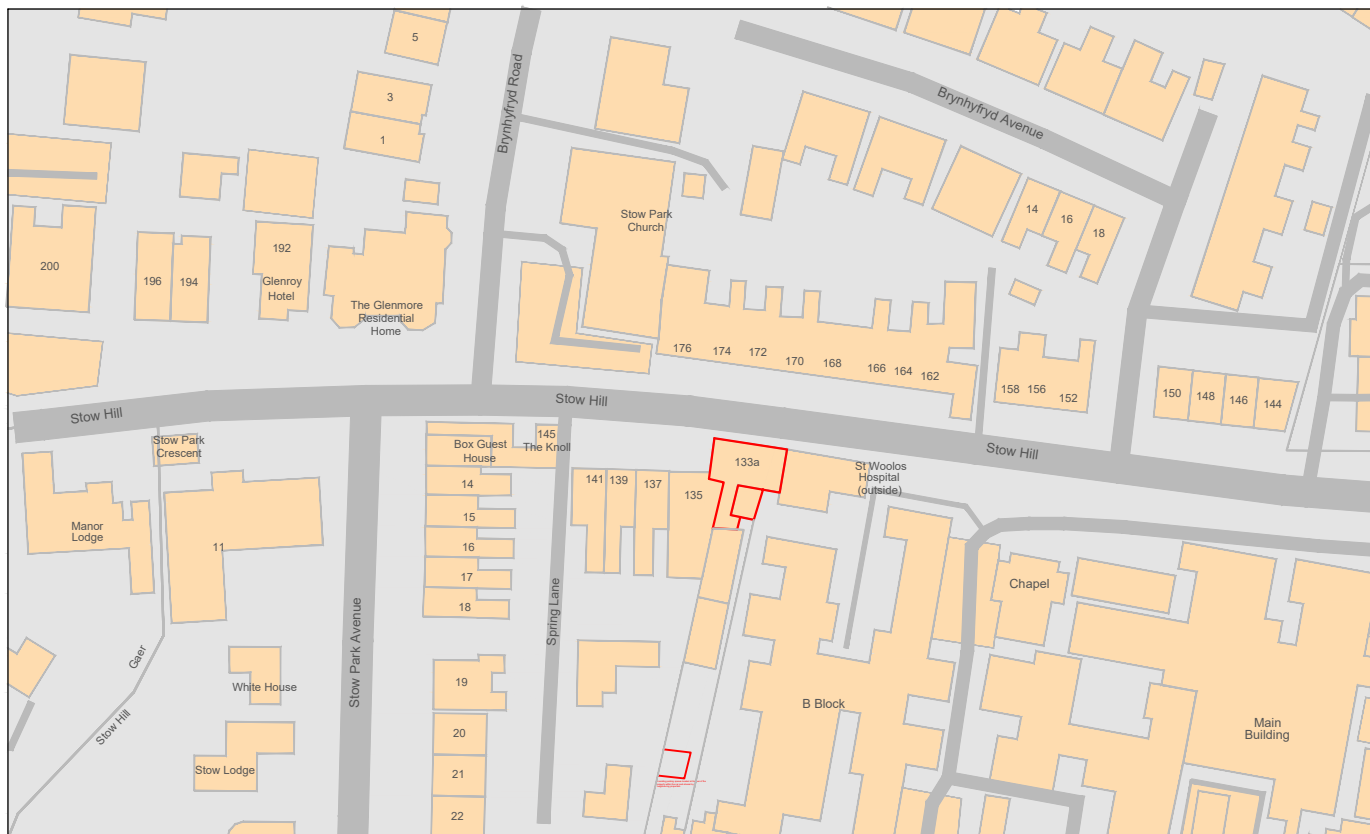 5
3
1
Brynhyfryd Road
Brynhyfryd Avenue
Stow Park
Church
14
16
18
200
196
194
192
Glenroy
Hotel
The Glenmore
Residential
Home
176
174
172
170
168
166
164
162
158
156
152
150
148
146
144
Stow Hill
Stow Hill
Stow Hill
Stow Park
Crescent
Box Guest
House
145
The Knoll
133a
St Woolos
Hospital
(outside)
141
139
137
135
14
15
16
17
18
Manor
Lodge
11
Chapel
Spring Lane
Stow Park Avenue
Gaer
White House
Stow Hill
Stow Lodge
19
20
21
22
B Block
Main
Building